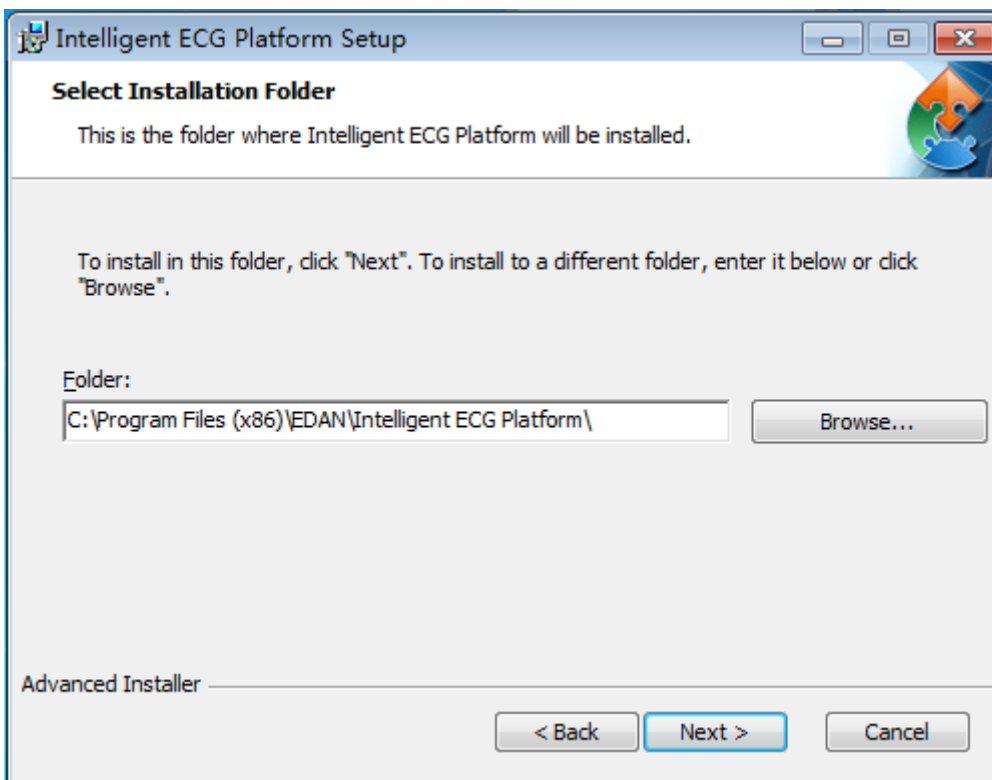 Intelligent ECG Platform Setup
Select Installation Folder
This is the folder where Intelligent ECG Platform will be installed.
To install in this folder, click "Next". To install to a different folder, enter it below or click
"Browse".
Folder:
C:\Program Files (x86)\EDAN\Intelligent ECG Platform\
Browse...
Advanced Installer
< Back
Next >
Cancel